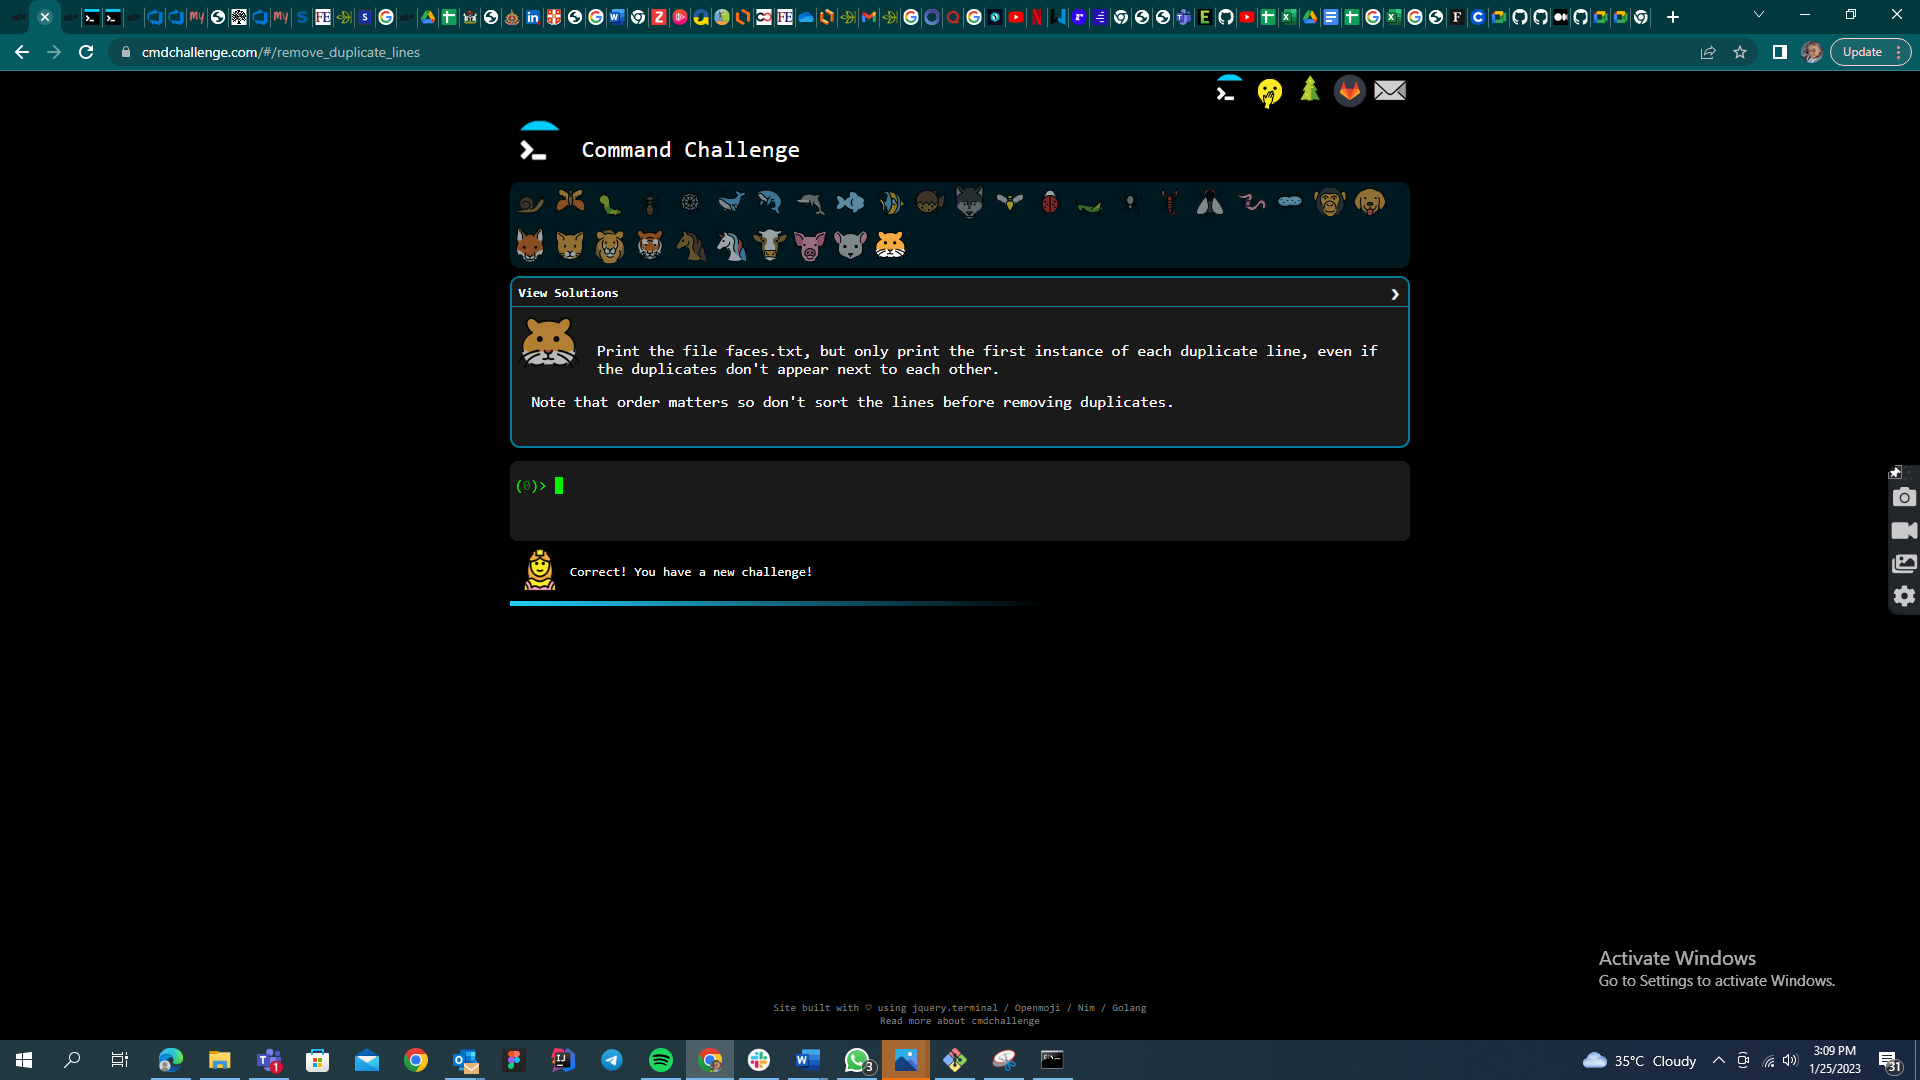 cmdchallenge.com/#/remove_duplicate_lines
Update
Command Challenge
View Solutions
Print the file faces.txt, but only print the first instance of each duplicate line, even if
the duplicates don't appear next to each other.
Note that order matters so don't sort the lines before removing duplicates.
(0)>
Correct! You have a new challenge!
Activate Windows
Go to Settings to activate Windows.
Site built with ♡ using jquery.terminal / Openmoji / Nim / Golang
Read more about cmdchallenge
35°C Cloudy
3:09 PM
1/25/2023
31
1
3